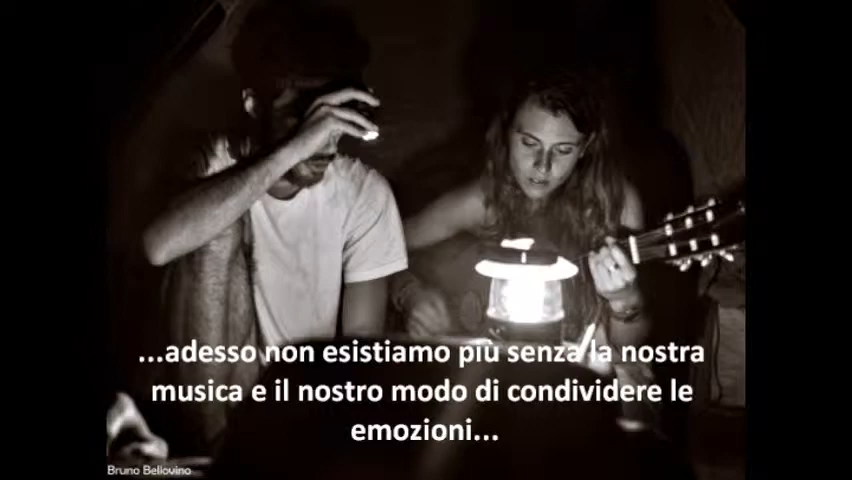 ...adesso non esistiamo più senza la nostra
musica e il nostro modo di condividere le
emozioni...
Bruno Bellovino